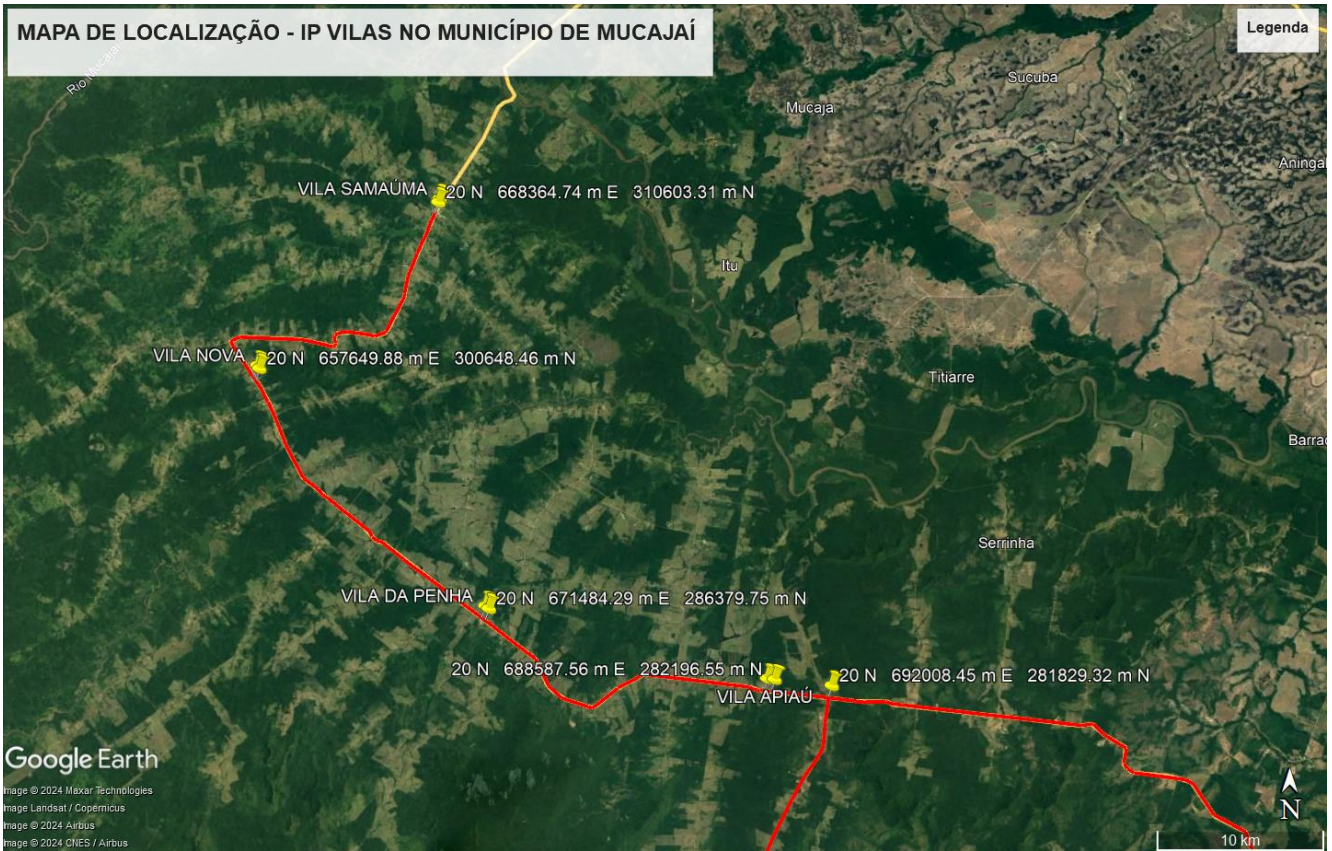 MAPA DE LOCALIZAÇÃO - IP VILAS NO MUNICÍPIO DE MUCAJAÍ
Legenda
Rio Mucajaí
Sucuba
Mucaja
Aningal
VILA SAMAÚMA 20 N 668364.74 m E 310603.31 m N
Itu
VILA NOVA 20 N 657649.88 m E 300648.46 m N
Titiarre
Barrac
Serrinha
VILA DA PENHA 20 N 671484.29 m E 286379.75 m N
20 N 688587.56 m E 282196.55 m N
20 N 692008.45 m E 281829.32 m N
VILA APIAÚ
Google Earth
Image © 2024 Maxar Technologies
Image Landsat / Copernicus
Image © 2024 Airbus
Image © 2024 CNES / Airbus
N
10 km